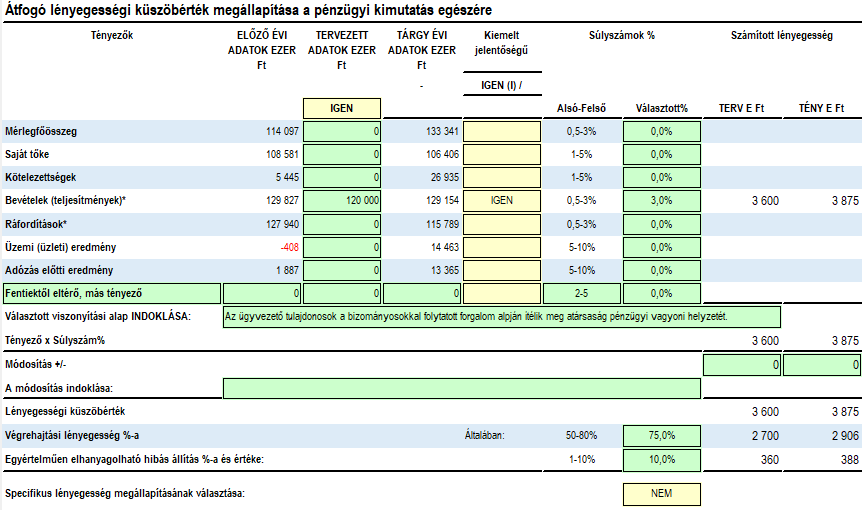 Átfogó lényegességi küszöbérték megállapítása a pénzügyi kimutatás egészére
Tényezők ELŐZŐ ÉVI ADATOK EZER Ft TERVEZETT ADATOK EZER Ft TÁRGY ÉVI ADATOK EZER Ft Kiemelt jelentőségű Súlyszámok % Számított lényegesség
- IGEN (I) /
IGEN Alsó-Felső Választott% TERV E Ft TÉNY E Ft
Mérlegfőösszeg 114 097 0 133 341 0,5-3% 0,0%
Saját tőke 108 581 0 106 406 1-5% 0,0%
Kötelezettségek 5 445 0 26 935 1-5% 0,0%
Bevételek (teljesítmények)* 129 827 120 000 129 154 IGEN 0,5-3% 3,0% 3 600 3 875
Ráfordítások* 127 940 0 115 789 0,5-3% 0,0%
Üzemi (üzleti) eredmény -408 0 14 463 5-10% 0,0%
Adózás előtti eredmény 1 887 0 13 365 5-10% 0,0%
Fentiektől eltérő, más tényező 0 0 0 2-5 0,0%
Választott viszonyítási alap INDOKLÁSA: Az ügyvezető tulajdonosok a bizományosokkal folytatott forgalom alpján ítélik meg atársaság pénzügyi vagyoni helyzetét.
Tényező x Súlyszám% 3 600 3 875
Módosítás +/- 0 0
A módosítás indoklása:
Lényegességi küszöbérték 3 600 3 875
Végrehajtási lényegesség %-a Általában: 50-80% 75,0% 2 700 2 906
Egyértelműen elhanyagolható hibás állítás %-a és értéke: 1-10% 10,0% 360 388
Specifikus lényegesség megállapításának választása: NEM